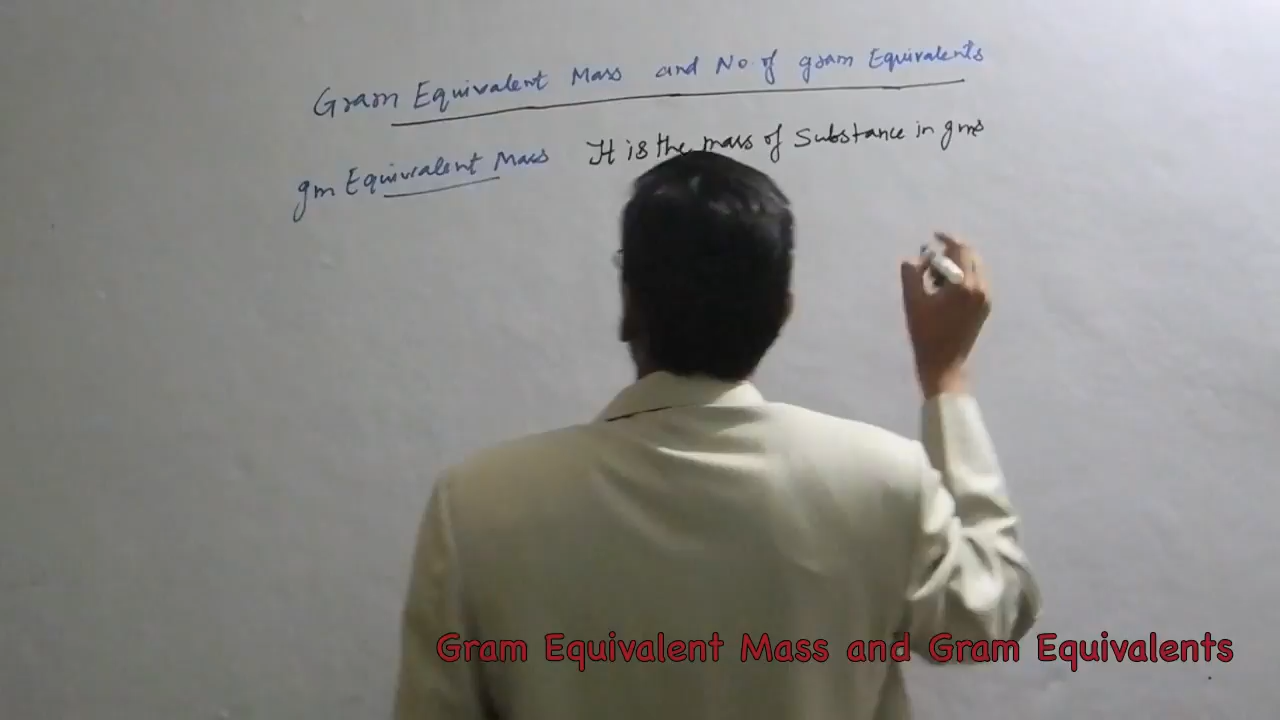 Gram Equivalent Mass and No of gram Equivalents
gm Equivalent Mass It is the mass of Substance in gms
Gram Equivalent Mass and Gram Equivalents